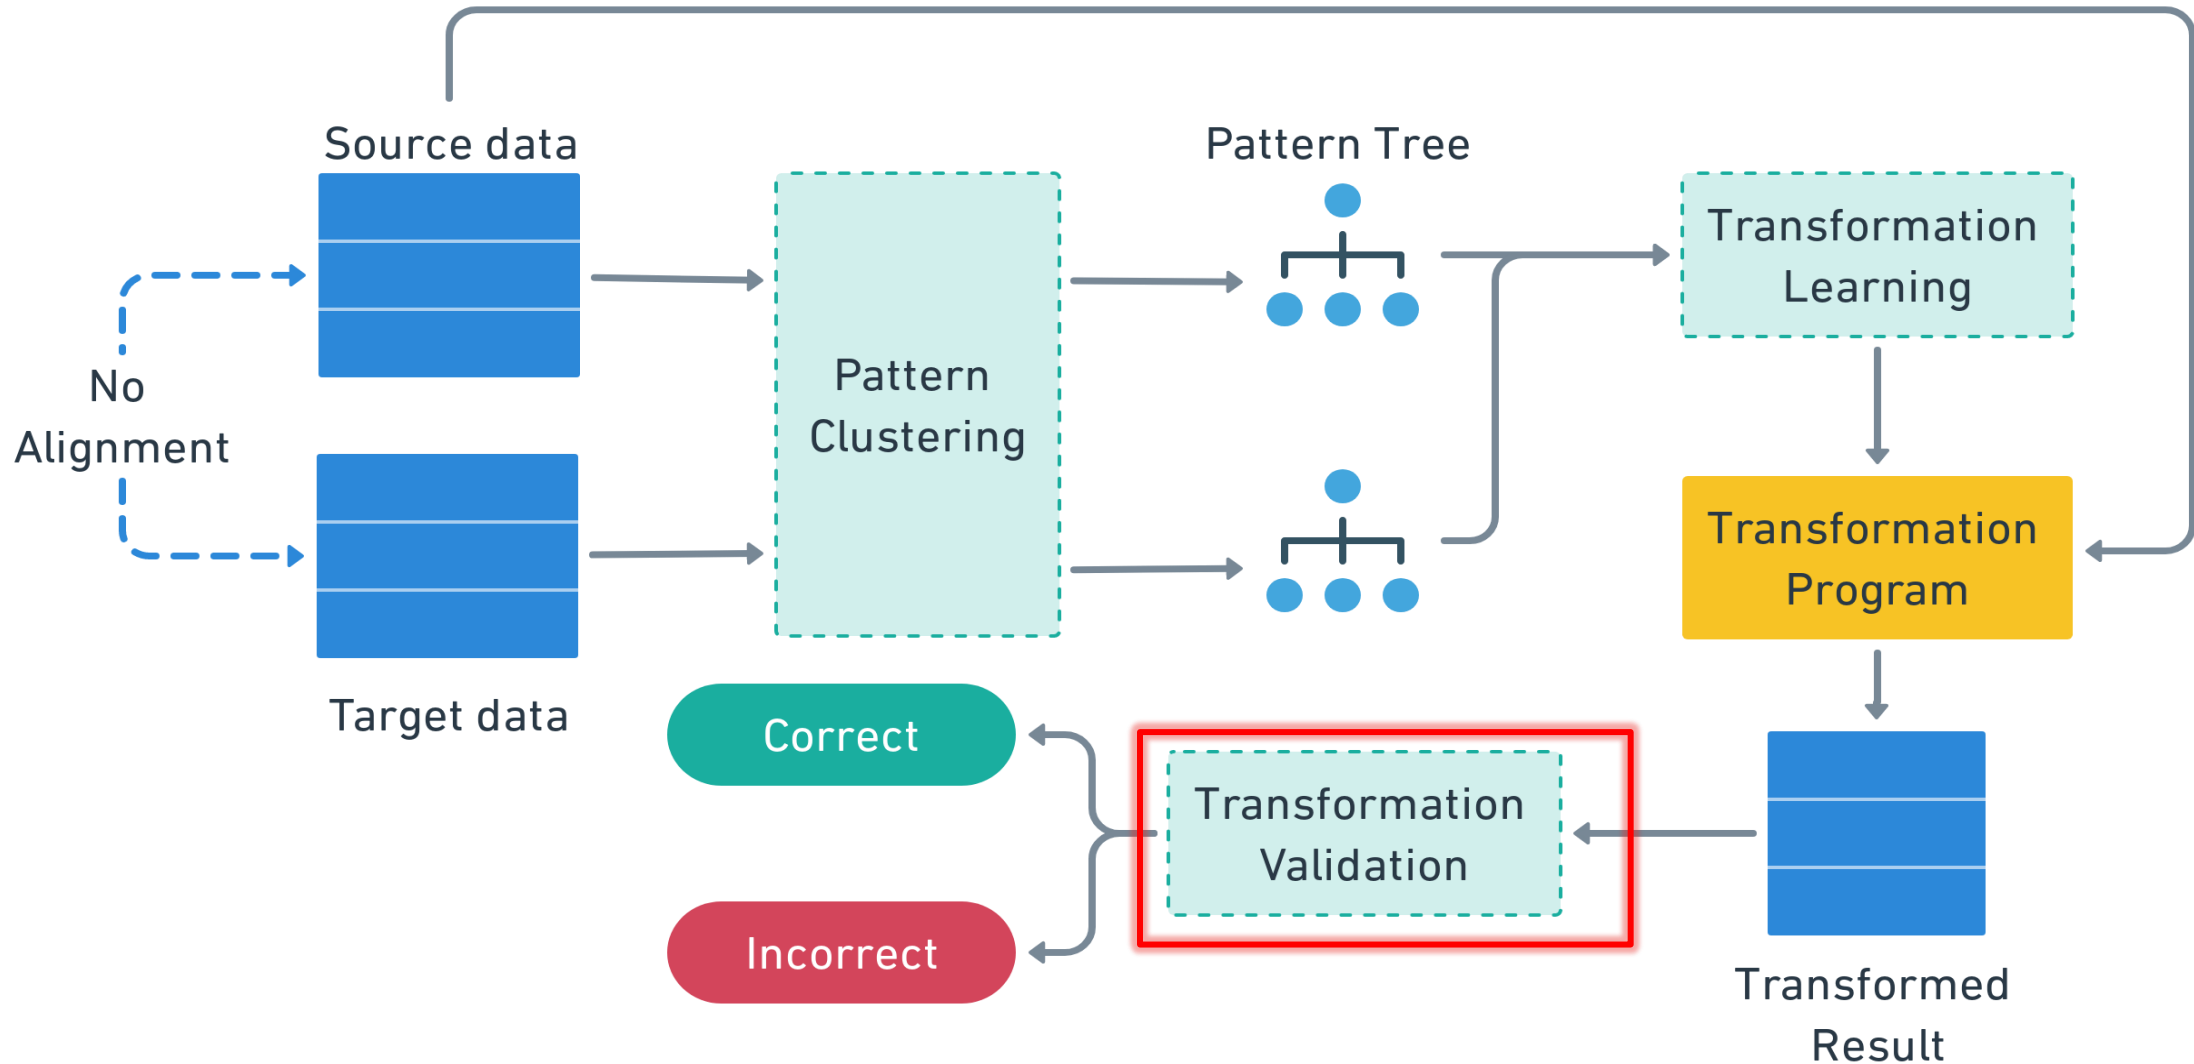 Source data
Pattern Tree
Transformation
Learning
No
Alignment
Pattern
Clustering
Transformation
Program
Target data
Correct
Transformation
Validation
Incorrect
Transformed
Result